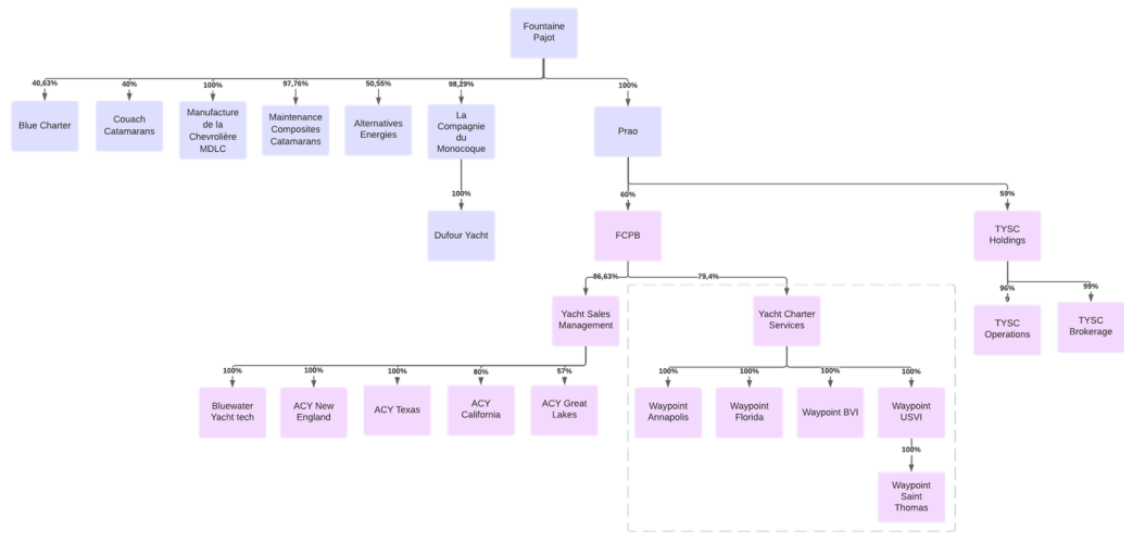 Fountaine
Pajot
40,63%
40%
100%
97,76%
50,55%
98,29%
100%
Blue Charter
Couach
Catamarans
Manufacture
de la
Chevrolière
MDLC
Maintenance
Composites
Catamarans
Alternatives
Energies
La
Compagnie
du
Monocoque
Prao
100%
60%
59%
Dufour Yacht
FCPB
TYSC
Holdings
86,63%
79,4%
96%
9
99%
Yacht Sales
Management
Yacht Charter
Services
TYSC
Operations
TYSC
Brokerage
100%
100%
100%
80%
57%
100%
100%
100%
100%
Bluewater
Yacht tech
ACY New
England
ACY Texas
ACY
California
ACY Great
Lakes
Waypoint
Annapolis
Waypoint
Florida
Waypoint BVI
Waypoint
USVI
100%
Waypoint
Saint
Thomas